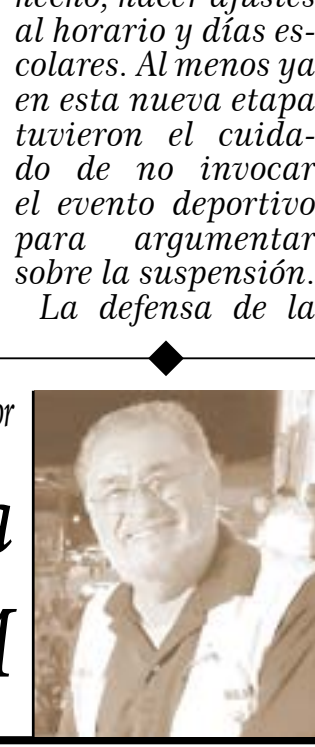 hecho, hacer ajustes
al horario y días es-
colares. Al menos ya
en esta nueva etapa
tuvieron el cuida-
do de no invocar
el evento deportivo
para argumentar
sobre la suspensión.
La defensa de la
or
a
M